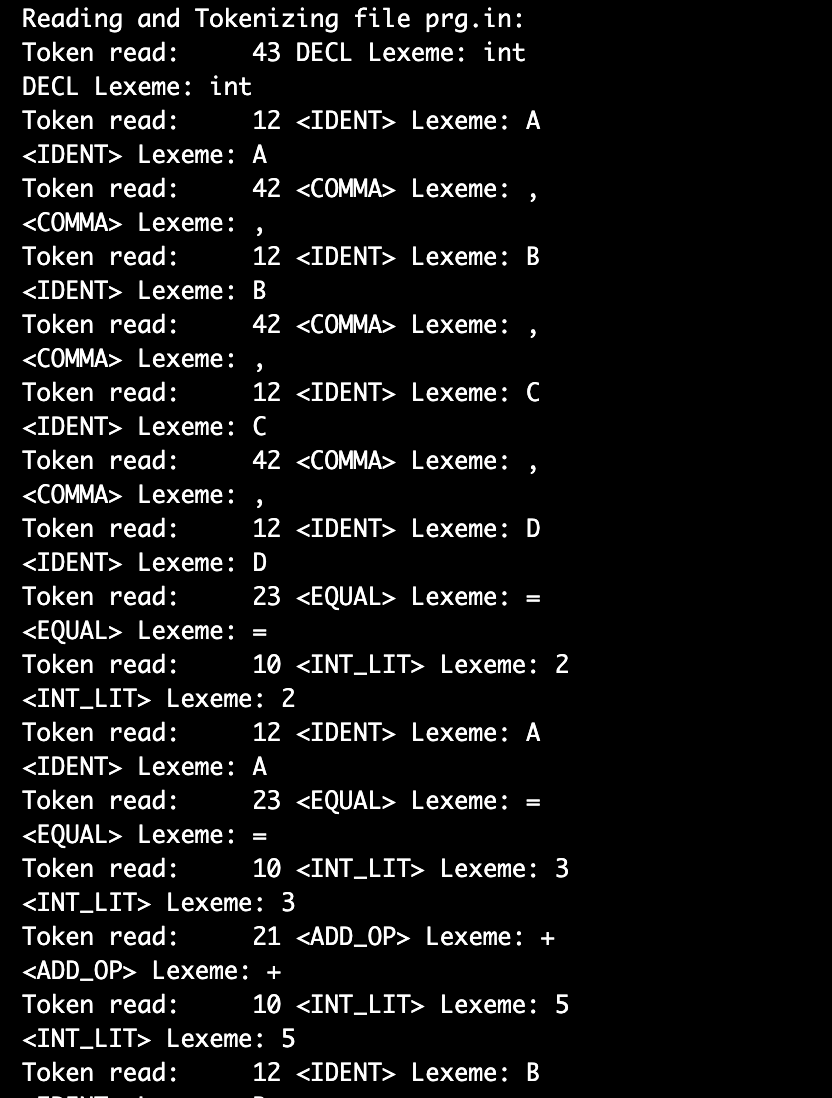 Reading and Tokenizing file prg.in:
Token read:     43 DECL Lexeme: int
DECL Lexeme: int
Token read:     12 <IDENT> Lexeme: A
<IDENT> Lexeme: A
Token read:     42 <COMMA> Lexeme: ,
<COMMA> Lexeme: ,
Token read:     12 <IDENT> Lexeme: B
<IDENT> Lexeme: B
Token read:     42 <COMMA> Lexeme: ,
<COMMA> Lexeme: ,
Token read:     12 <IDENT> Lexeme: C
<IDENT> Lexeme: C
Token read:     42 <COMMA> Lexeme: ,
<COMMA> Lexeme: ,
Token read:     12 <IDENT> Lexeme: D
<IDENT> Lexeme: D
Token read:     23 <EQUAL> Lexeme: =
<EQUAL> Lexeme: =
Token read:     10 <INT_LIT> Lexeme: 2
<INT_LIT> Lexeme: 2
Token read:     12 <IDENT> Lexeme: A
<IDENT> Lexeme: A
Token read:     23 <EQUAL> Lexeme: =
<EQUAL> Lexeme: =
Token read:     10 <INT_LIT> Lexeme: 3
<INT_LIT> Lexeme: 3
Token read:     21 <ADD_OP> Lexeme: +
<ADD_OP> Lexeme: +
Token read:     10 <INT_LIT> Lexeme: 5
<INT_LIT> Lexeme: 5
Token read:     12 <IDENT> Lexeme: B